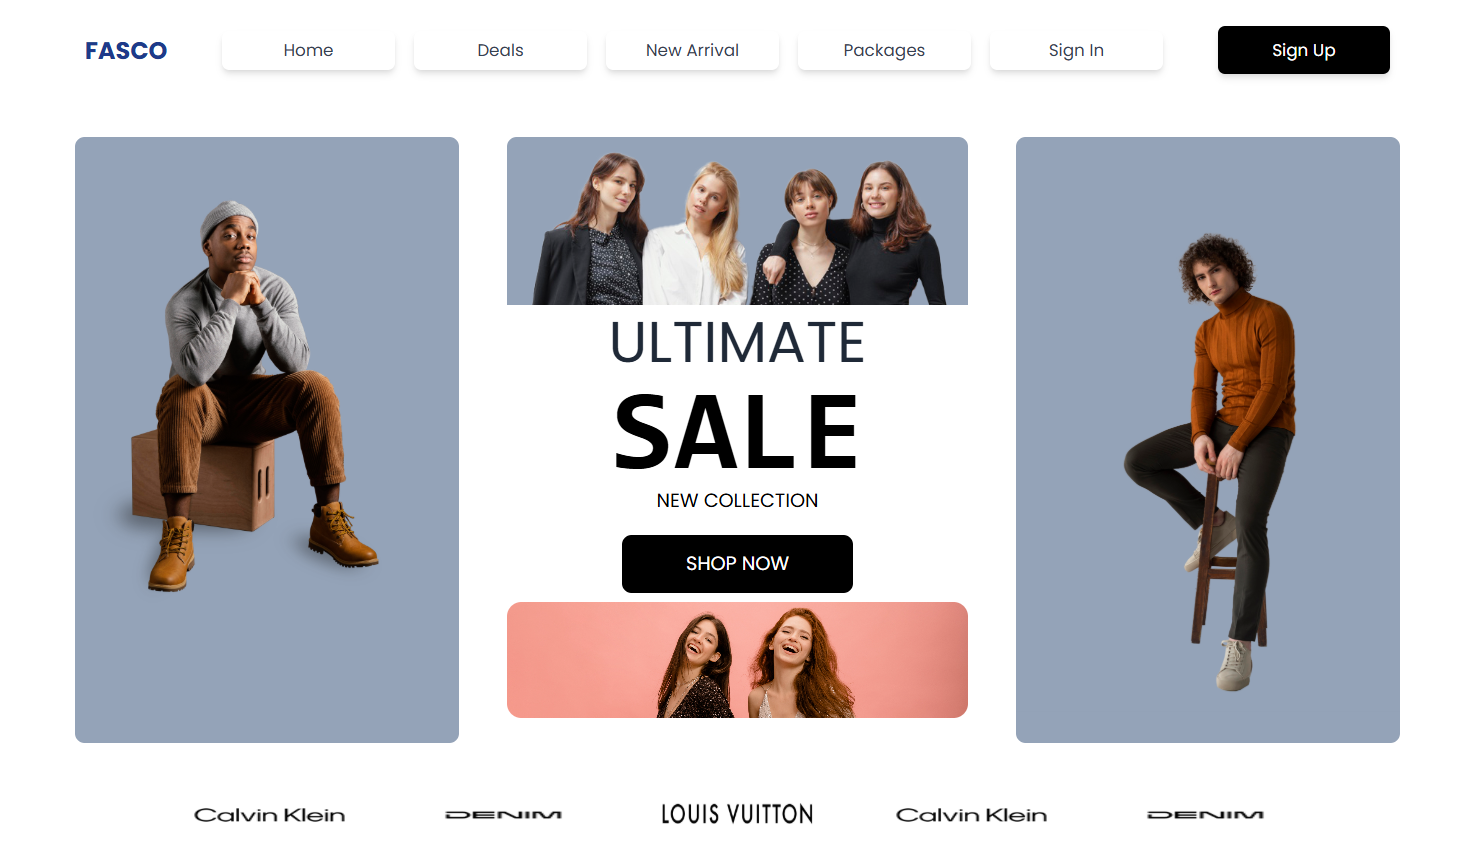 FASCO
Home
Deals
New Arrival
Packages
Sign In
Sign Up
ULTIMATE
SALE
NEW COLLECTION
SHOP NOW
Calvin Klein
DENIM
LOUIS VUITTON
Calvin Klein
DENIM